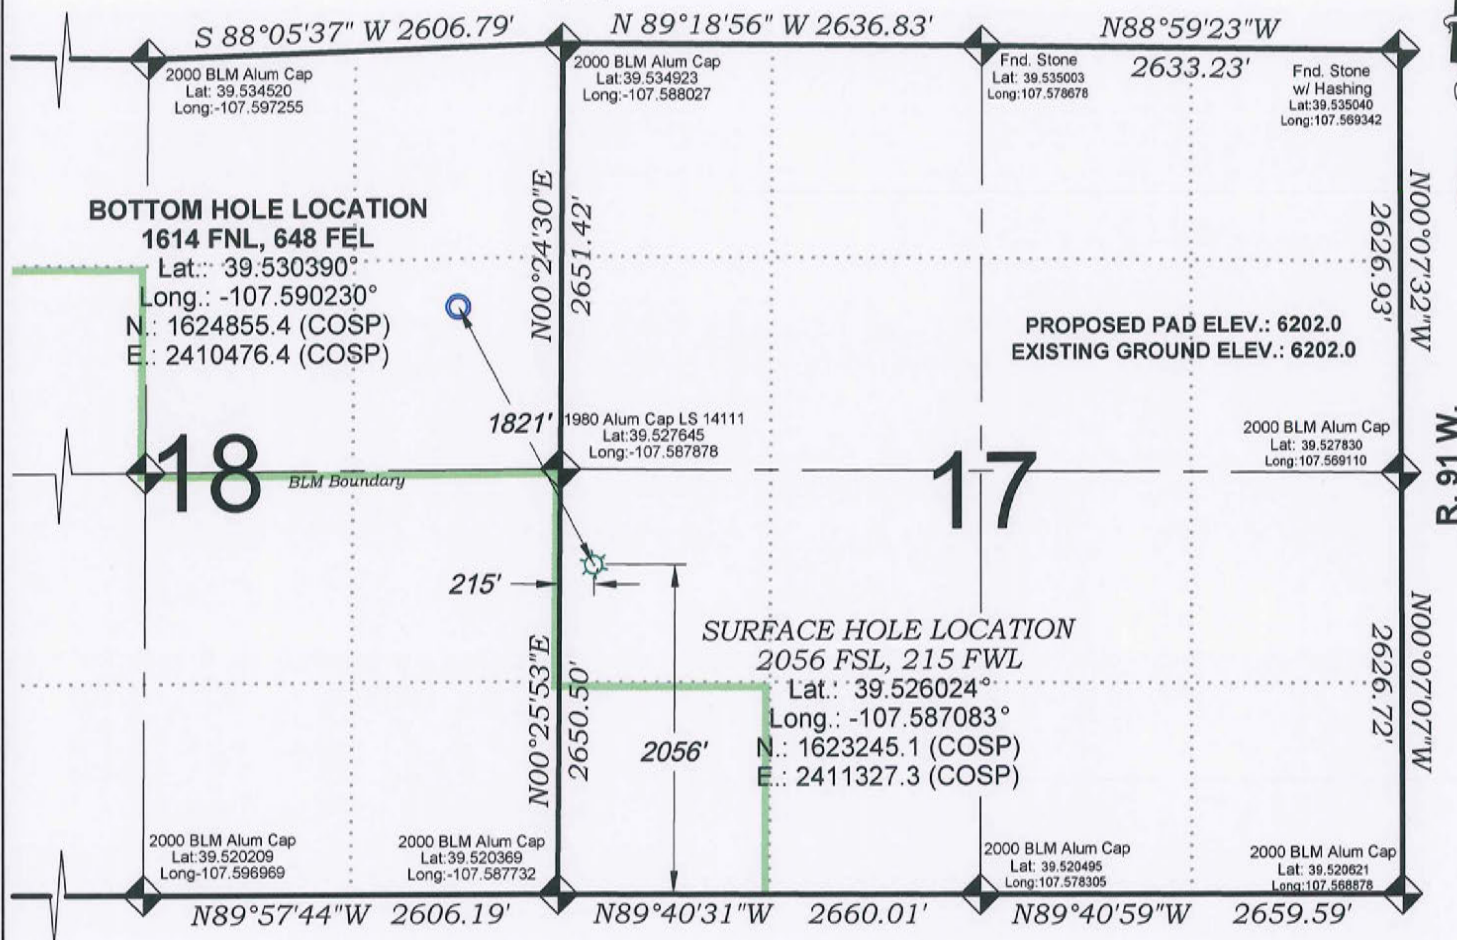 S 88°05'37" W 2606.79'
N 89°18'56" W 2636.83'
N88°59'23"W
2633.23'
2000 BLM Alum Cap
Lat: 39.534520
Long:-107.597255
2000 BLM Alum Cap
Lat:39.534923
Long:-107.588027
Fnd. Stone
Lat: 39.535003
Long:107.578678
Fnd. Stone
w/ Hashing
Lat:39.535040
Long:107.569342
BOTTOM HOLE LOCATION
1614 FNL, 648 FEL
Lat.: 39.530390°
Long.: -107.590230°
N.: 1624855.4 (COSP)
E.: 2410476.4 (COSP)
N00°24'30"E
2651.42'
2626.93'
N00°07'32"W
PROPOSED PAD ELEV.: 6202.0
EXISTING GROUND ELEV.: 6202.0
1821'
1980 Alum Cap LS 14111
Lat:39.527645
Long:-107.587878
2000 BLM Alum Cap
Lat: 39.527830
Long:107.569110
R. 91 W.
18
BLM Boundary
17
215'
SURFACE HOLE LOCATION
2056 FSL, 215 FWL
Lat.: 39.526024°
Long.: -107.587083°
N.: 1623245.1 (COSP)
E.: 2411327.3 (COSP)
N00°25'53"E
2650.50'
2056'
2626.72'
N00°07'07"W
2000 BLM Alum Cap
Lat:39.520209
Long-107.596969
2000 BLM Alum Cap
Lat:39.520369
Long:-107.587732
2000 BLM Alum Cap
Lat: 39.520495
Long:107.578305
2000 BLM Alum Cap
Lat: 39.520621
Long:107.568878
N89°57'44"W 2606.19'
N89°40'31"W 2660.01'
N89°40'59"W 2659.59'